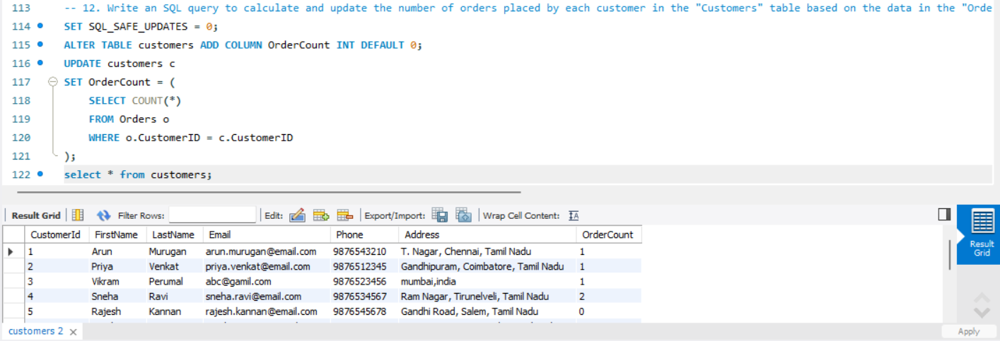 113 -- 12. Write an SQL query to calculate and update the number of orders placed by each customer in the "Customers" table based on the data in the "Orde
114 SET SQL_SAFE_UPDATES = 0;
115 ALTER TABLE customers ADD COLUMN OrderCount INT DEFAULT 0;
116 UPDATE customers c
117 SET OrderCount = (
118 SELECT COUNT(*)
119 FROM Orders o
120 WHERE o.CustomerID = c.CustomerID
121 );
122 select * from customers;
Result Grid Filter Rows: Edit: Export/Import: Wrap Cell Content: IA
CustomerId FirstName LastName Email Phone Address OrderCount
1 Arun Murugan arun.murugan@email.com 9876543210 T. Nagar, Chennai, Tamil Nadu 1
2 Priya Venkat priya.venkat@email.com 9876512345 Gandhipuram, Coimbatore, Tamil Nadu 1
3 Vikram Perumal abc@gamil.com 9876523456 mumbai,india 1
4 Sneha Ravi sneha.ravi@email.com 9876534567 Ram Nagar, Tirunelveli, Tamil Nadu 2
5 Rajesh Kannan rajesh.kannan@email.com 9876545678 Gandhi Road, Salem, Tamil Nadu 0
Result
Grid
customers 2 Apply